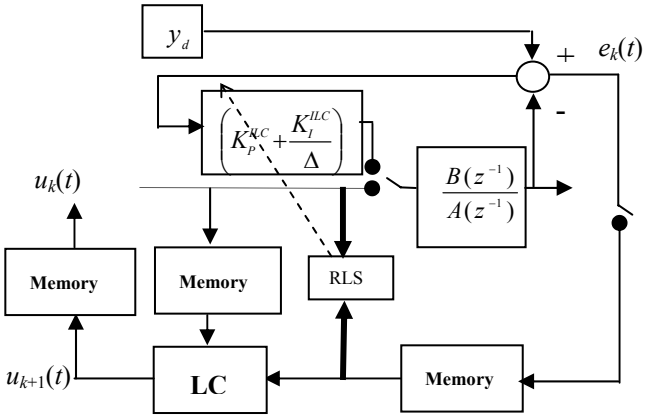 y_d
+
e_k(t)
-
(K_P^{ILC} + K_I^{ILC}/Δ)
u_k(t)
B(z^{-1})
A(z^{-1})
Memory
Memory
RLS
u_{k+1}(t)
LC
Memory